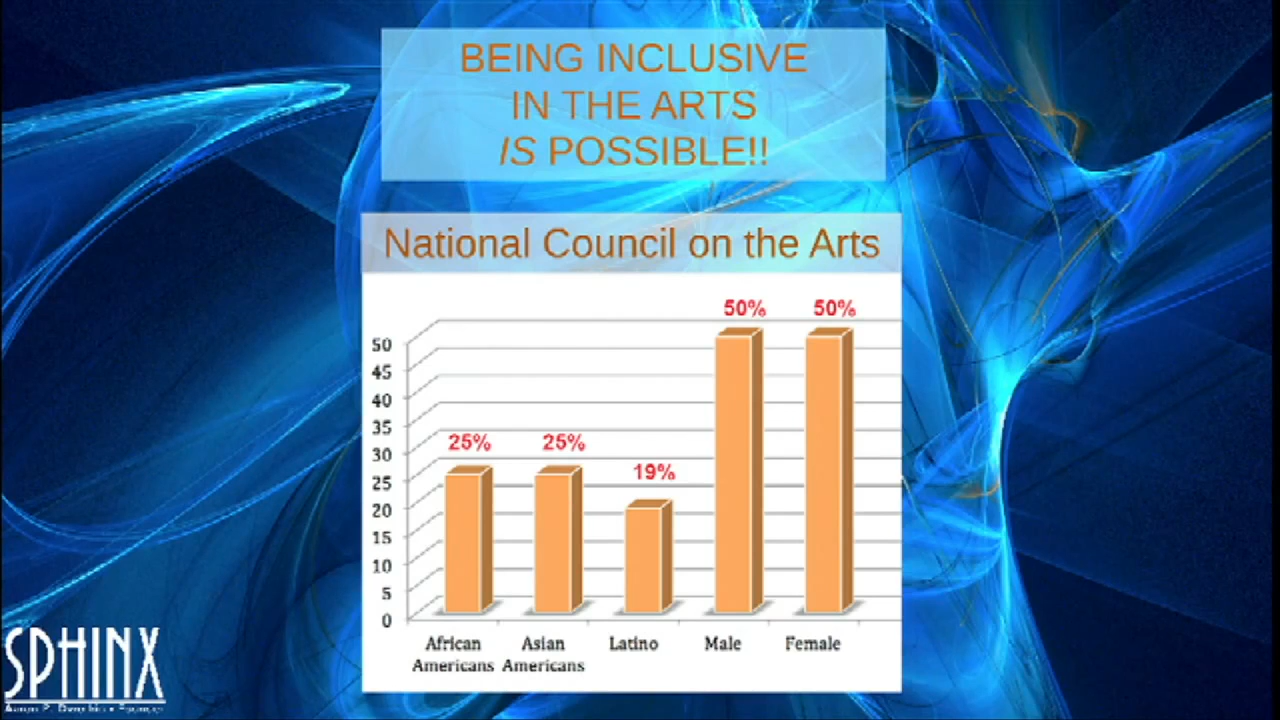 BEING INCLUSIVE
IN THE ARTS
IS POSSIBLE!!
National Council on the Arts
50% 50%
50
45
40
35
25% 25%
30
19%
25
20
15
10
5
0
African Asian Latino Male Female
Americans Americans
SPHINX